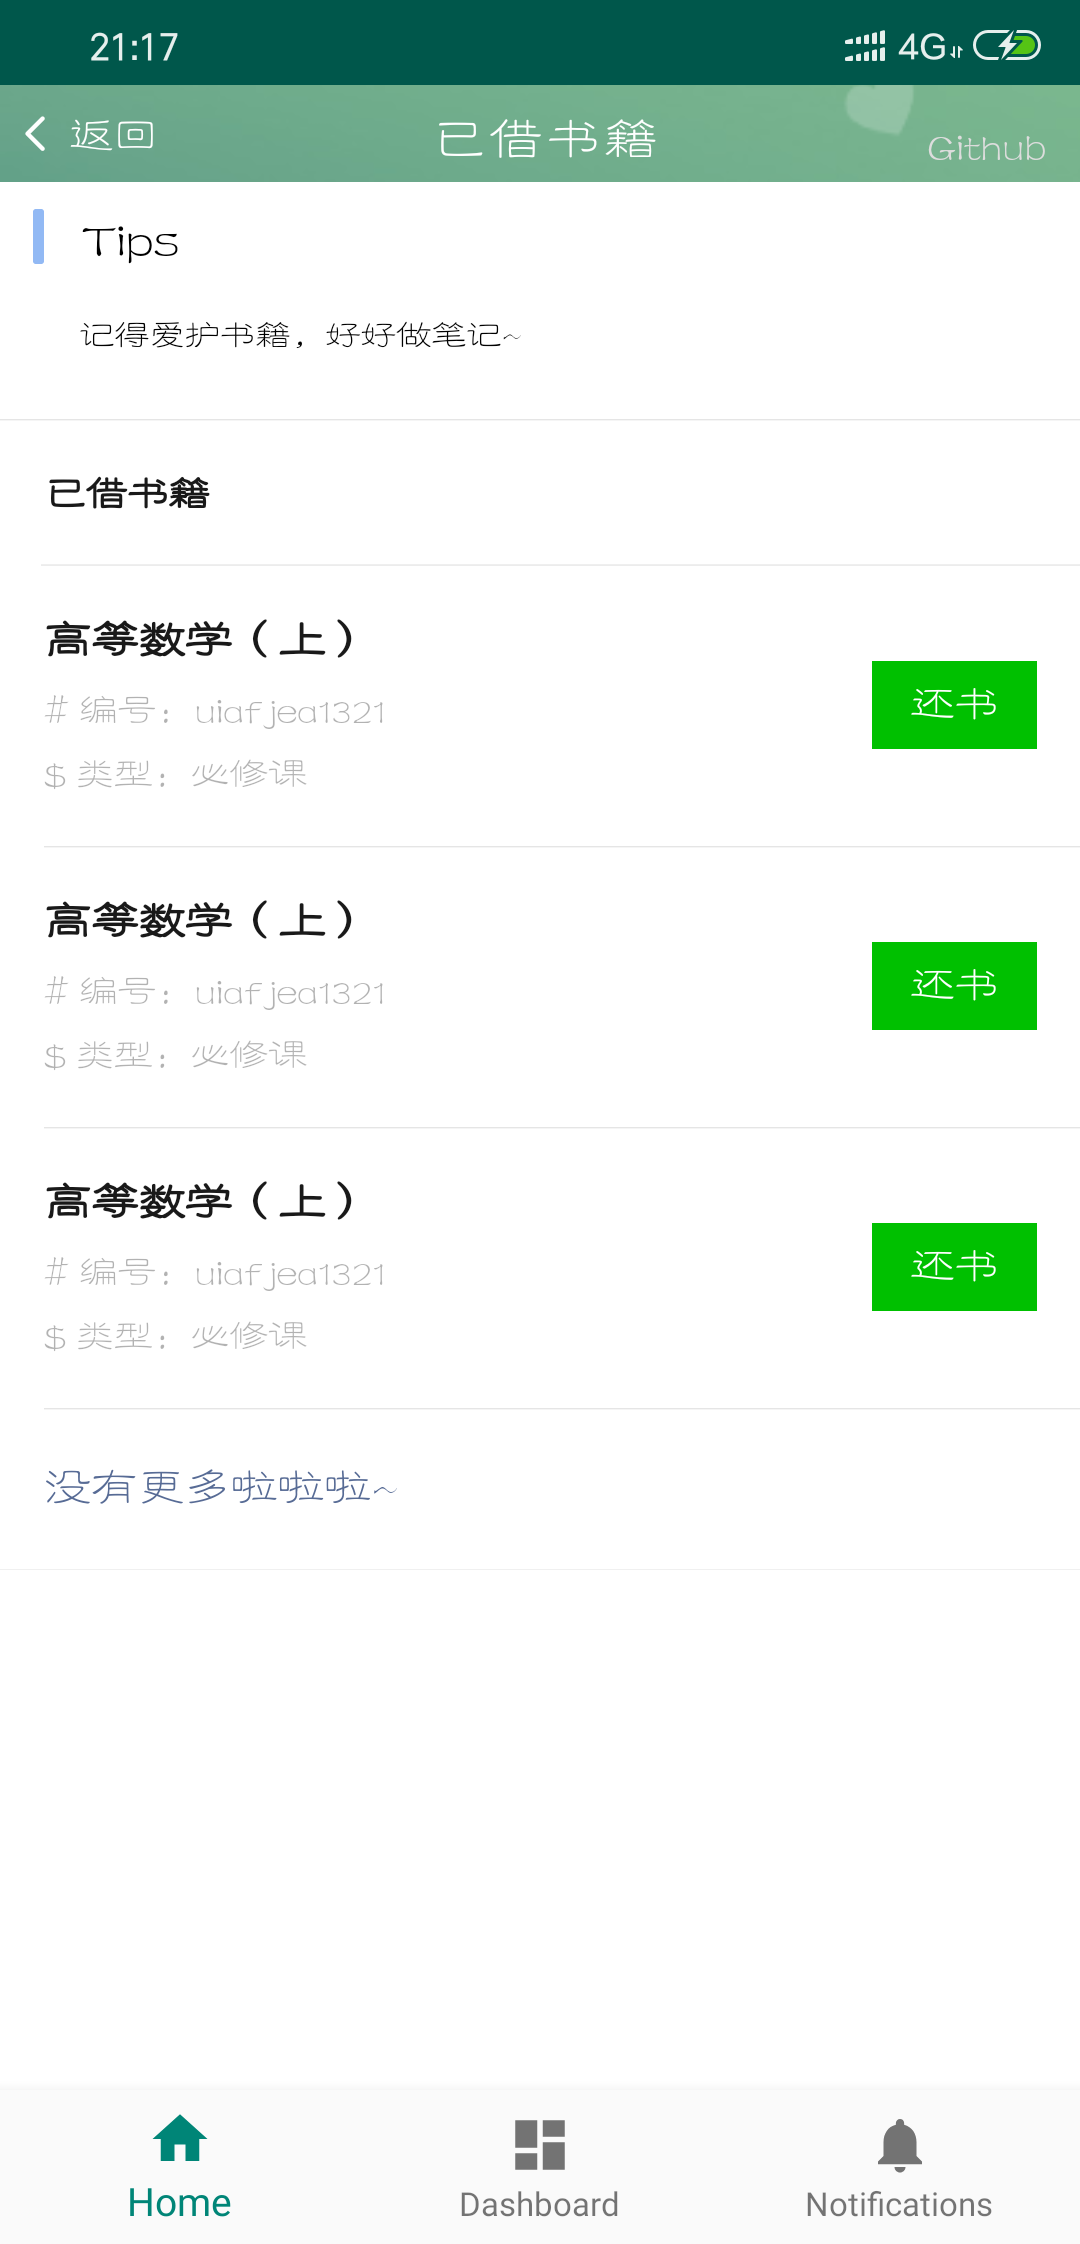 21:17 4G
返回 已借书籍 Github
Tips
记得爱护书籍，好好做笔记~
已借书籍
高等数学（上）
# 编号：uiafjea1321
$ 类型：必修课
还书
高等数学（上）
# 编号：uiafjea1321
$ 类型：必修课
还书
高等数学（上）
# 编号：uiafjea1321
$ 类型：必修课
还书
没有更多啦啦啦~
Home Dashboard Notifications